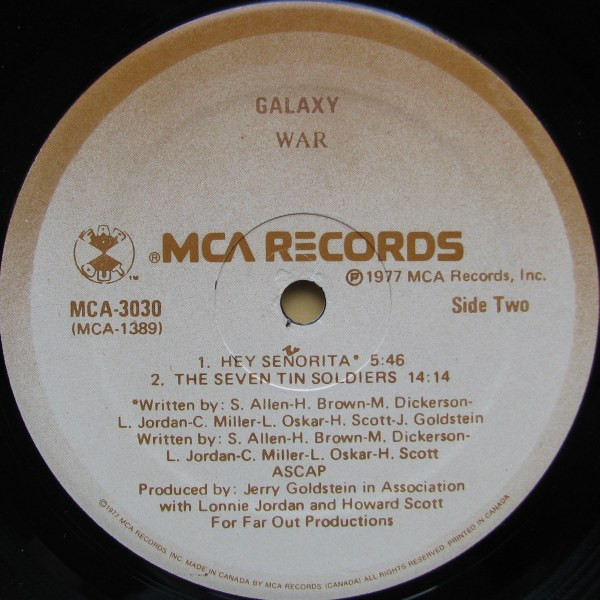 GALAXY
WAR
FAR
OUT
™
®MCA RECORDS
℗1977 MCA Records, Inc.
MCA-3030
(MCA-1389)
Side Two
1. HEY SEÑORITA* 5:46
2. THE SEVEN TIN SOLDIERS 14:14
*Written by: S. Allen-H. Brown-M. Dickerson-
L. Jordan-C. Miller-L. Oskar-H. Scott-J. Goldstein
Written by: S. Allen-H. Brown-M. Dickerson-
L. Jordan-C. Miller-L. Oskar-H. Scott
ASCAP
Produced by: Jerry Goldstein in Association
with Lonnie Jordan and Howard Scott
For Far Out Productions
©1977 MCA RECORDS, INC. MADE IN CANADA BY MCA RECORDS (CANADA) ALL RIGHTS RESERVED. PRINTED IN CANADA